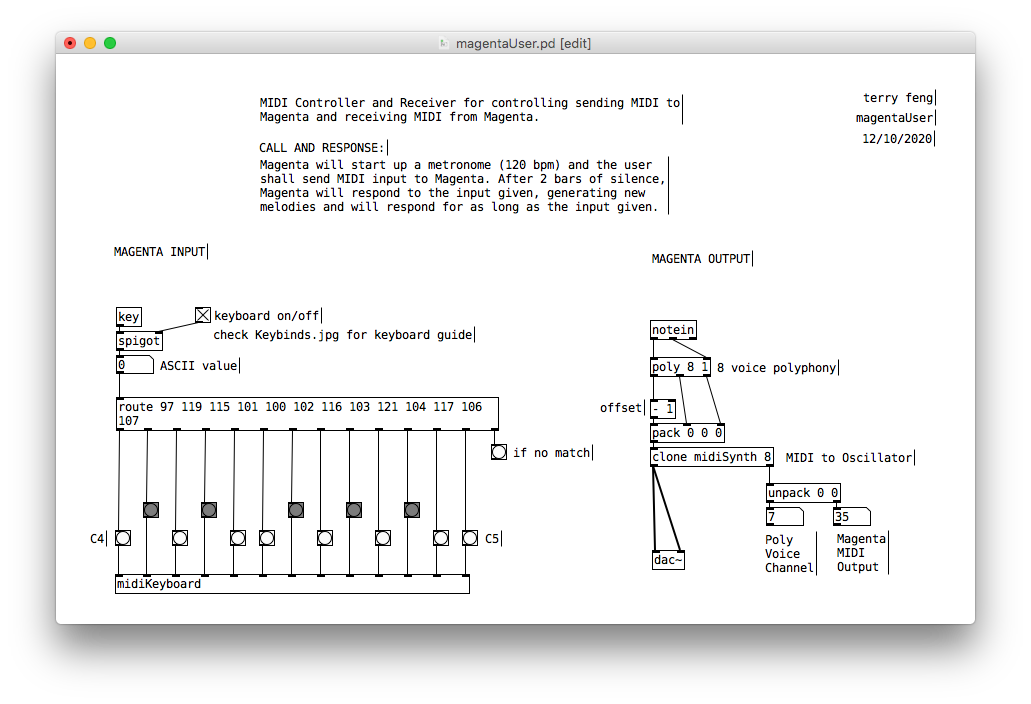 magentaUser.pd [edit]
MIDI Controller and Receiver for controlling sending MIDI to
Magenta and receiving MIDI from Magenta.
terry feng
magentaUser
12/10/2020
CALL AND RESPONSE:
Magenta will start up a metronome (120 bpm) and the user
shall send MIDI input to Magenta. After 2 bars of silence,
Magenta will respond to the input given, generating new
melodies and will respond for as long as the input given.
MAGENTA INPUT
key
keyboard on/off
spigot
check Keybinds.jpg for keyboard guide
0
ASCII value
route 97 119 115 101 100 102 116 103 121 104 117 106
107
if no match
C4
C5
midiKeyboard
MAGENTA OUTPUT
notein
poly 8 1
8 voice polyphony
offset
- 1
pack 0 0 0
clone midiSynth 8
MIDI to Oscillator
unpack 0 0
7
35
dac~
Poly
Voice
Channel
Magenta
MIDI
Output